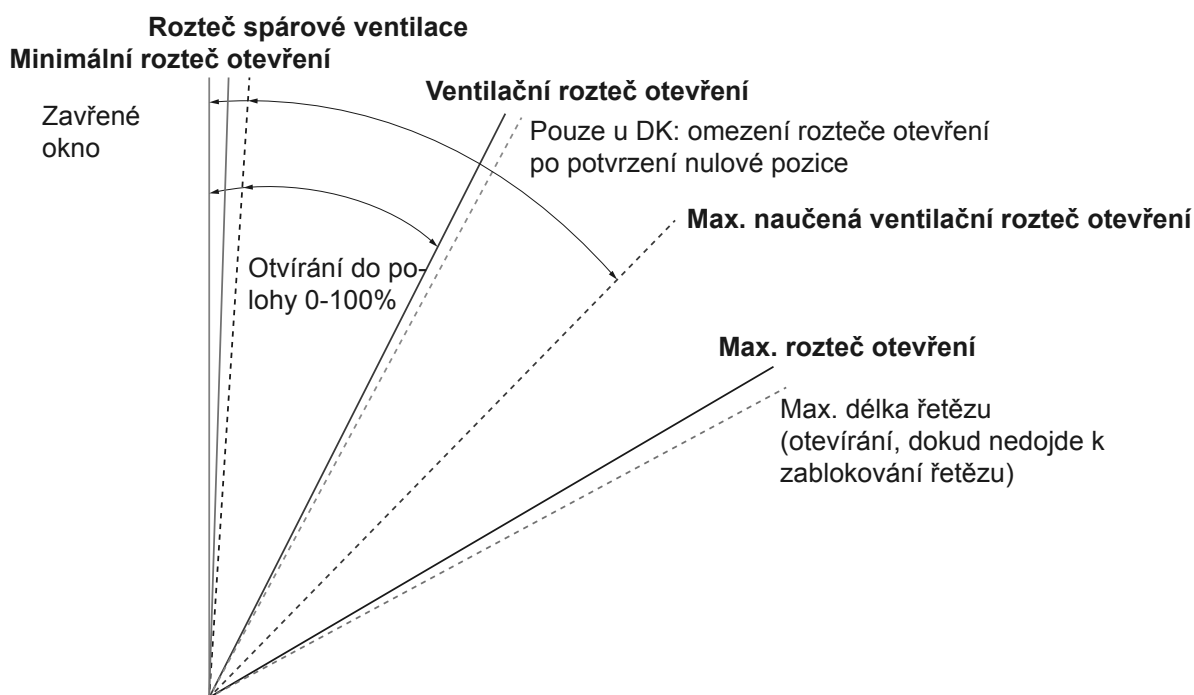 Rozteč spárové ventilace
Minimální rozteč otevření
Zavřené
okno
Ventilační rozteč otevření
Pouze u DK: omezení rozteče otevření
po potvrzení nulové pozice
Max. naučená ventilační rozteč otevření
Otvírání do po-
lohy 0-100%
Max. rozteč otevření
Max. délka řetězu
(otevírání, dokud nedojde k
zablokování řetězu)